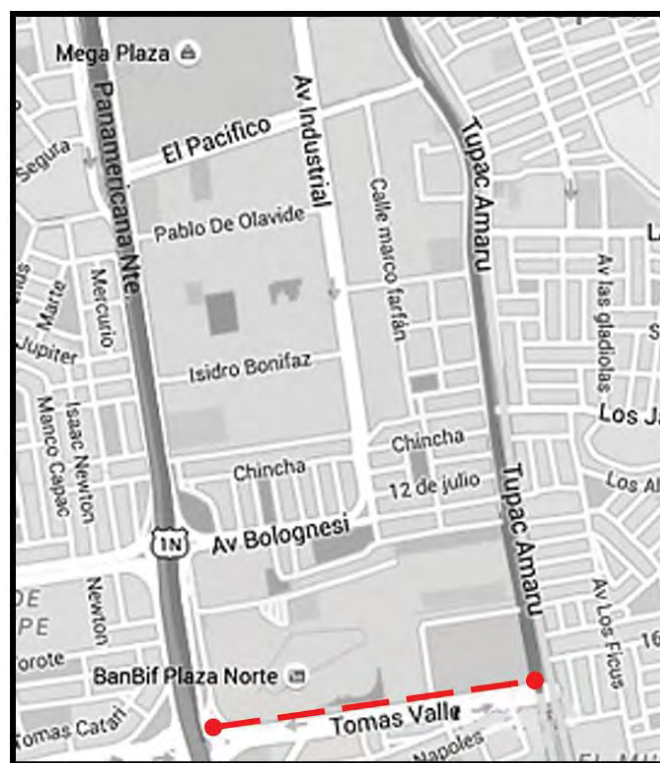 Mega Plaza
Segura
Panamericana Nte.
El Pacifico
Av Industrial
Tupac Amaru
Pablo De Olavide
Calle marco farfán
Av las gladiolas
Marte
Mercurio
Jupiter
Isidro Bonifaz
Manco Capac
Isaac Newton
Chincha
Chincha
12 de julio
Av Bolognesi
1N
Tupac Amaru
Newton
Av Los Ficus
BanBif Plaza Norte
Tomas Catari
Tomas Valle
Napoles